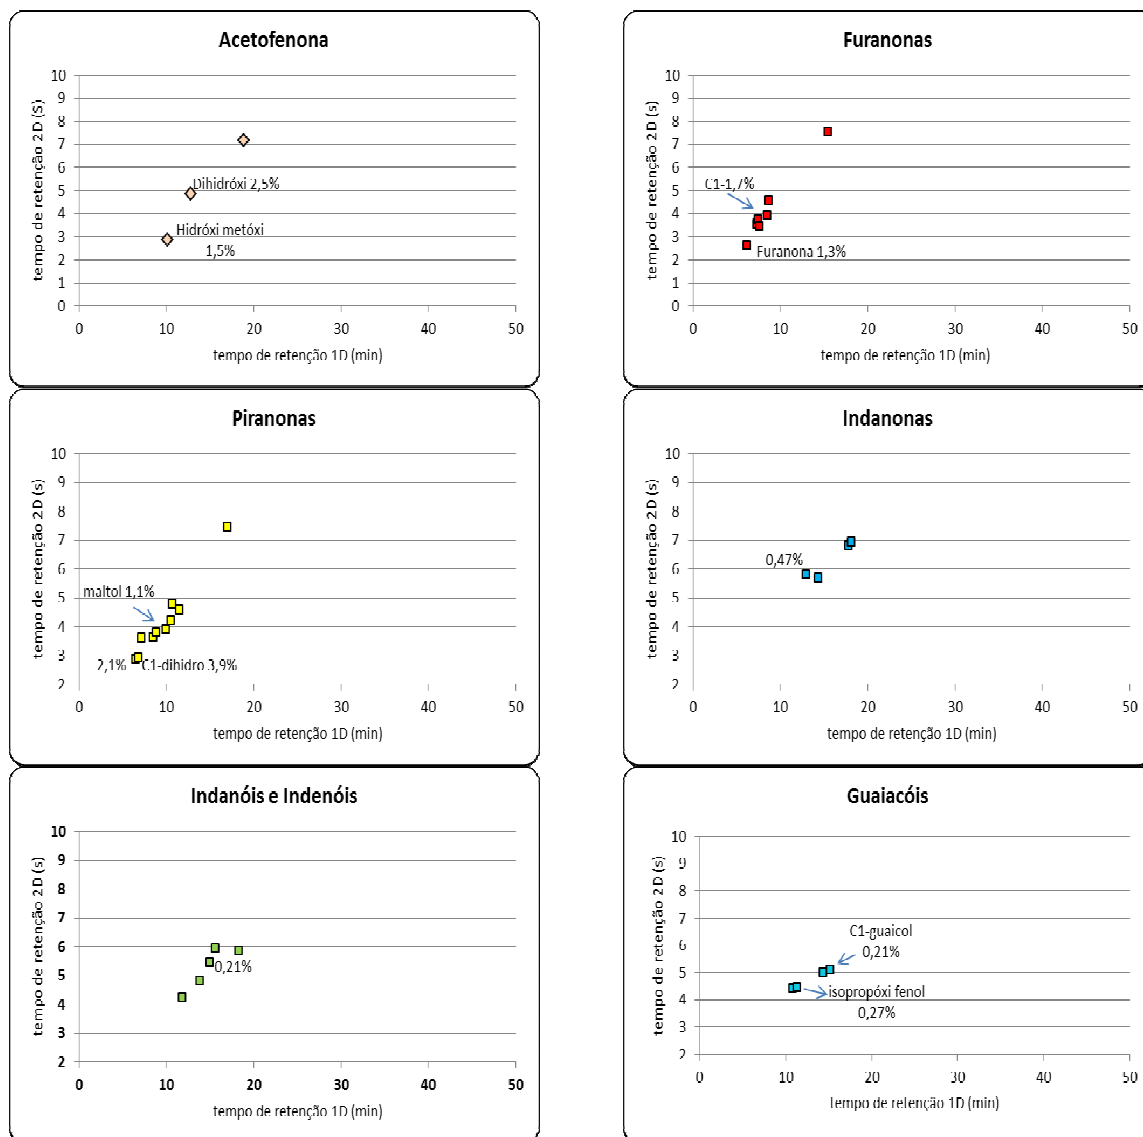 Acetofenona
tempo de retenção 2D (S)
10
9
8
7
6
5
4
3
2
1
0
Dihidróxi 2,5%
Hidróxi metóxi
1,5%
0 10 20 30 40 50
tempo de retenção 1D (min)
Furanonas
tempo de retenção 2D (s)
10
9
8
7
6
5
4
3
2
1
0
C1-1,7%
Furanona 1,3%
0 10 20 30 40 50
tempo de retenção 1D (min)
Piranonas
tempo de retenção 2D (s)
10
9
8
7
6
5
4
3
2
maltol 1,1%
2,1% C1-dihidro 3,9%
0 10 20 30 40 50
tempo de retenção 1D (min)
Indanonas
tempo de retenção 2D (s)
10
9
8
7
6
5
4
3
2
0,47%
0 10 20 30 40 50
tempo de retenção 1D (min)
Indanóis e Indenóis
tempo de retenção 2D (s)
10
9
8
7
6
5
4
3
2
0,21%
0 10 20 30 40 50
tempo de retenção 1D (min)
Guaiacóis
tempo de retenção 2D (s)
10
9
8
7
6
5
4
3
2
C1-guaicol
0,21%
isopropóxi fenol
0,27%
0 10 20 30 40 50
tempo de retenção 1D (min)